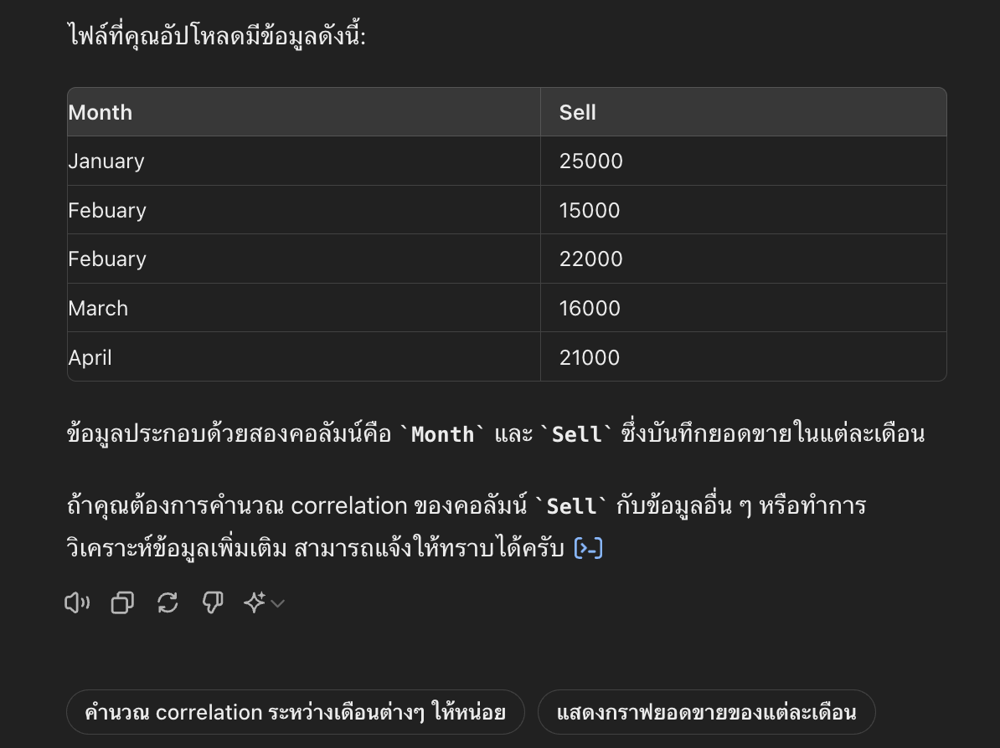 ไฟล์ที่คุณอัปโหลดมีข้อมูลดังนี้:
Month Sell
January 25000
Febuary 15000
Febuary 22000
March 16000
April 21000
ข้อมูลประกอบด้วยสองคอลัมน์คือ `Month` และ `Sell` ซึ่งบันทึกยอดขายในแต่ละเดือน
ถ้าคุณต้องการคำนวณ correlation ของคอลัมน์ `Sell` กับข้อมูลอื่น ๆ หรือทำการ
วิเคราะห์ข้อมูลเพิ่มเติม สามารถแจ้งให้ทราบได้ครับ [>_]
คำนวณ correlation ระหว่างเดือนต่างๆ ให้หน่อย แสดงกราฟยอดขายของแต่ละเดือน